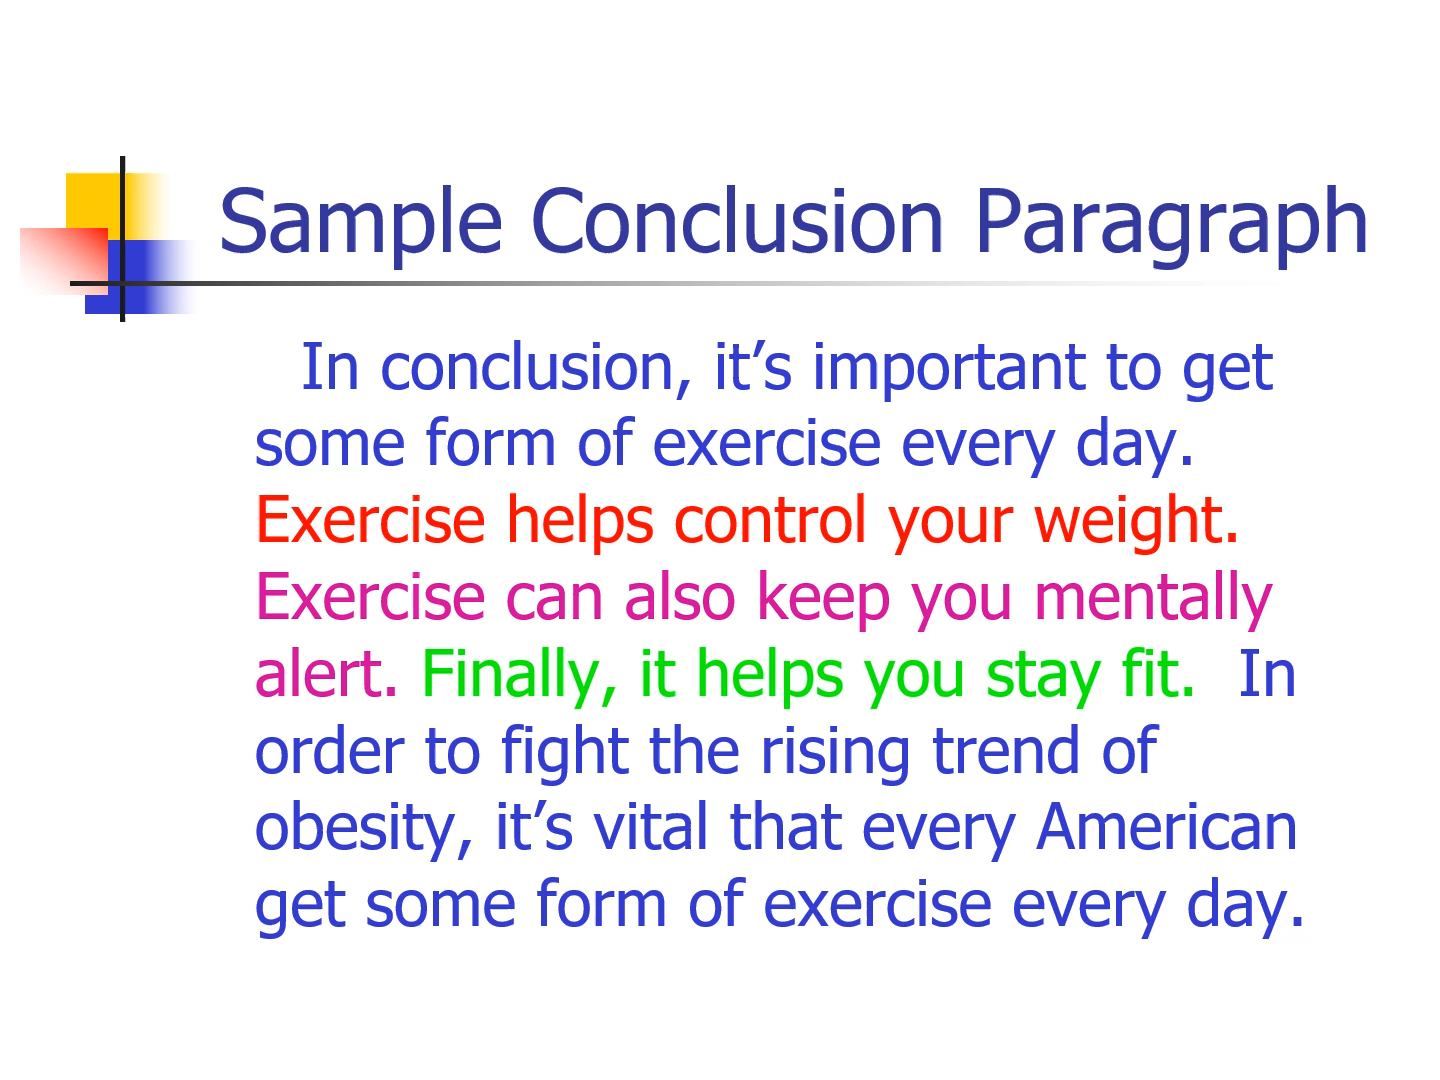 Sample Conclusion Paragraph
In conclusion, it’s important to get
some form of exercise every day.
Exercise helps control your weight.
Exercise can also keep you mentally
alert. Finally, it helps you stay fit.  In
order to fight the rising trend of
obesity, it’s vital that every American
get some form of exercise every day.